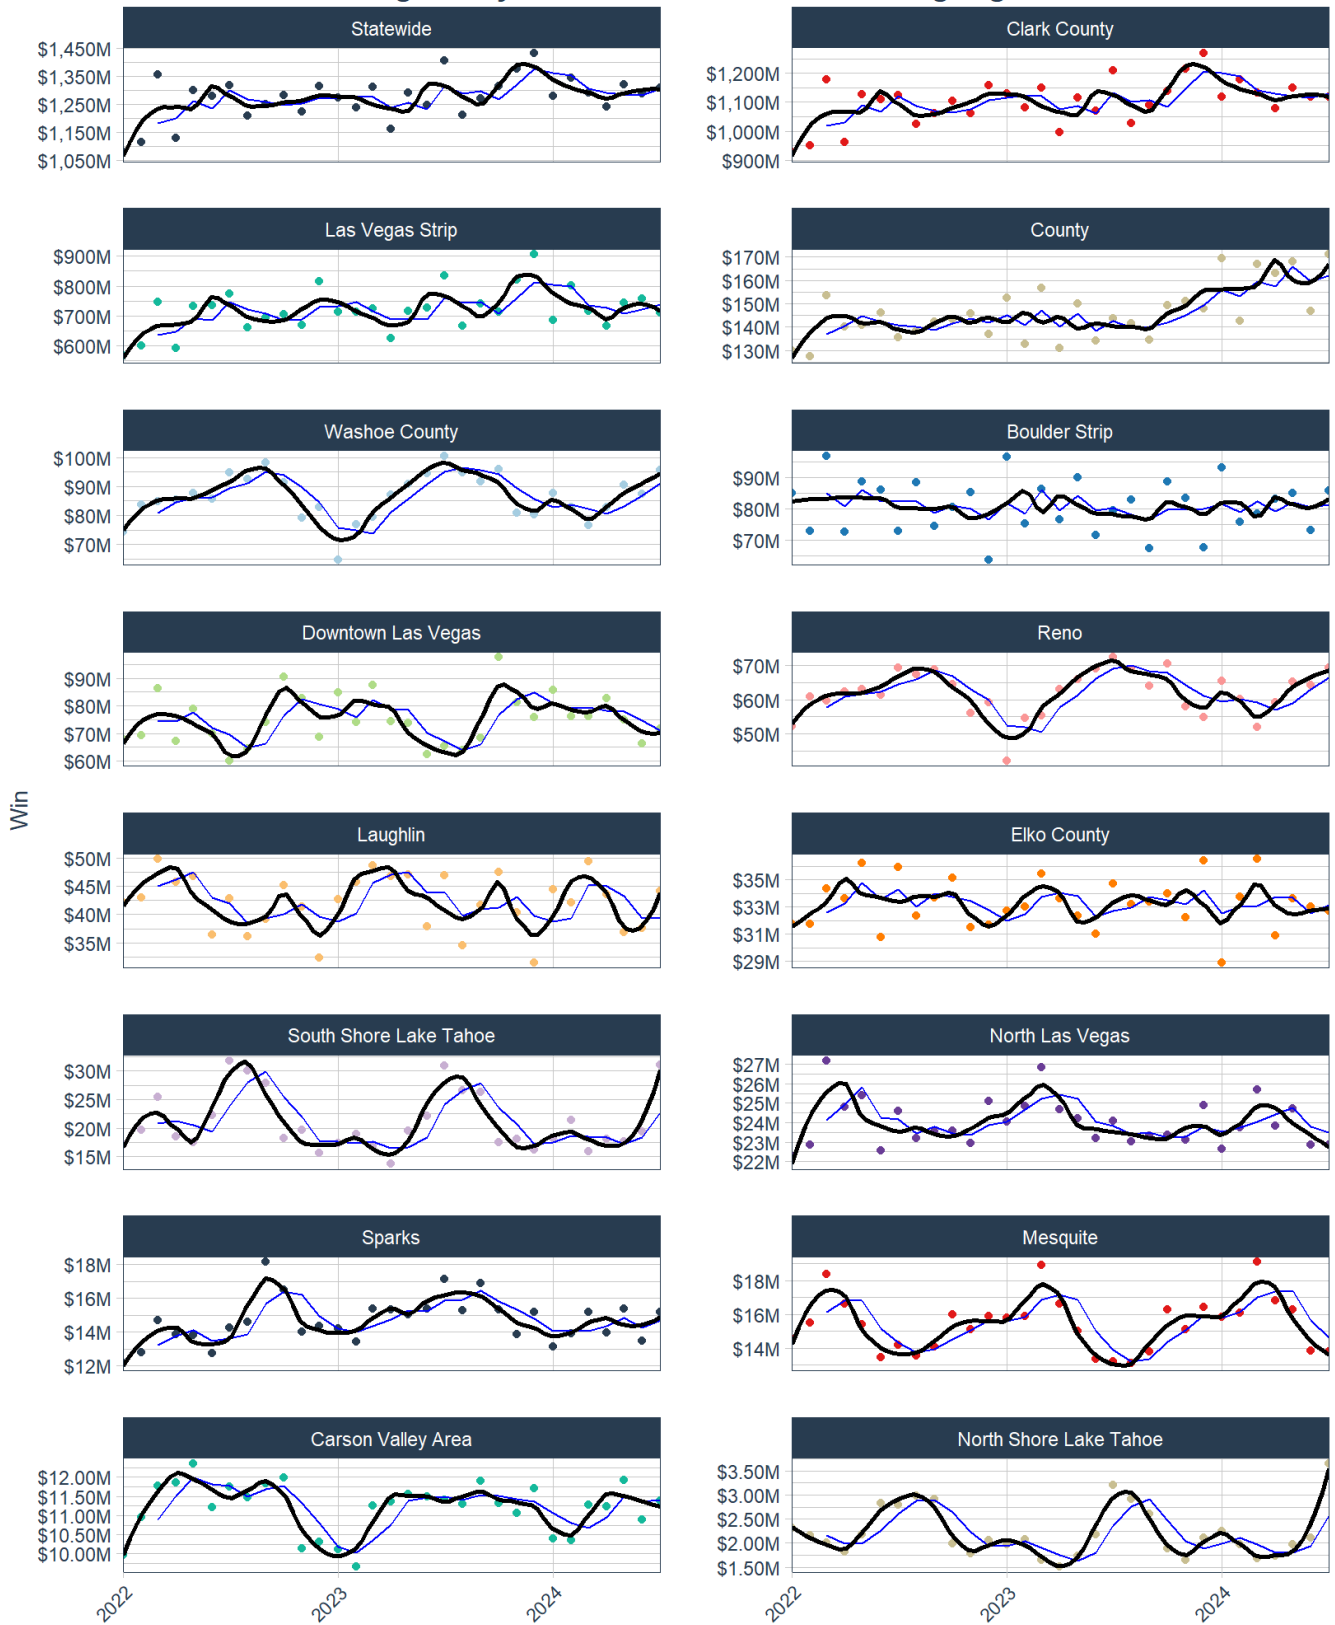 Statewide
Clark County
$1,450M
$1,350M
$1,250M
$1,150M
$1,050M
$1,200M
$1,100M
$1,000M
$900M
Las Vegas Strip
County
$900M
$800M
$700M
$600M
$170M
$160M
$150M
$140M
$130M
Washoe County
Boulder Strip
$100M
$90M
$80M
$70M
$90M
$80M
$70M
Downtown Las Vegas
Reno
$90M
$80M
$70M
$60M
$70M
$60M
$50M
Win
Laughlin
Elko County
$50M
$45M
$40M
$35M
$35M
$33M
$31M
$29M
South Shore Lake Tahoe
North Las Vegas
$30M
$25M
$20M
$15M
$27M
$26M
$25M
$24M
$23M
$22M
Sparks
Mesquite
$18M
$16M
$14M
$12M
$18M
$16M
$14M
Carson Valley Area
North Shore Lake Tahoe
$12.00M
$11.50M
$11.00M
$10.50M
$10.00M
$3.50M
$3.00M
$2.50M
$2.00M
$1.50M
2022
2023
2024
2022
2023
2024